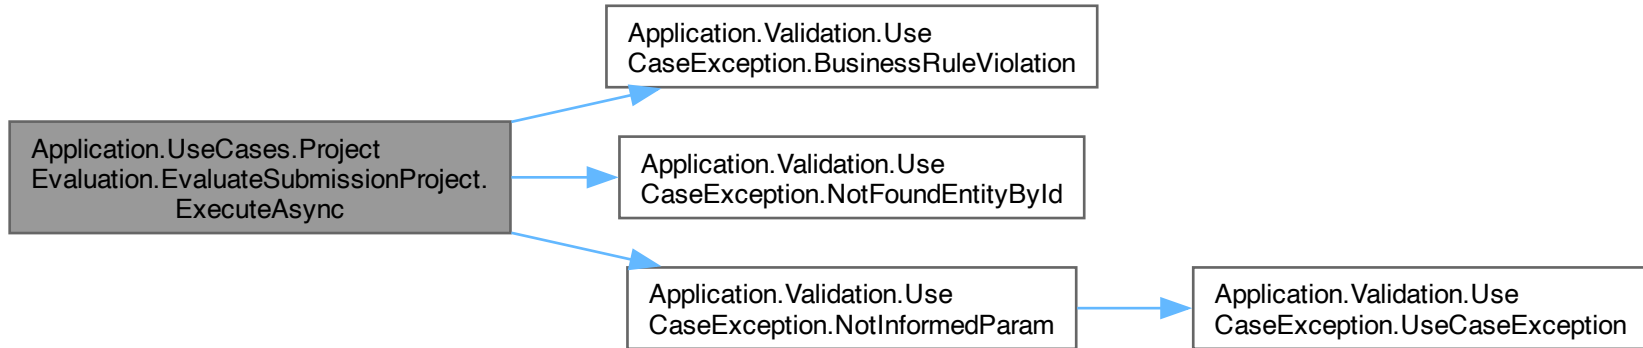 Application.Validation.Use
CaseException.BusinessRuleViolation
Application.UseCases.Project
Evaluation.EvaluateSubmissionProject.
ExecuteAsync
Application.Validation.Use
CaseException.NotFoundEntityById
Application.Validation.Use
CaseException.NotInformedParam
Application.Validation.Use
CaseException.UseCaseException